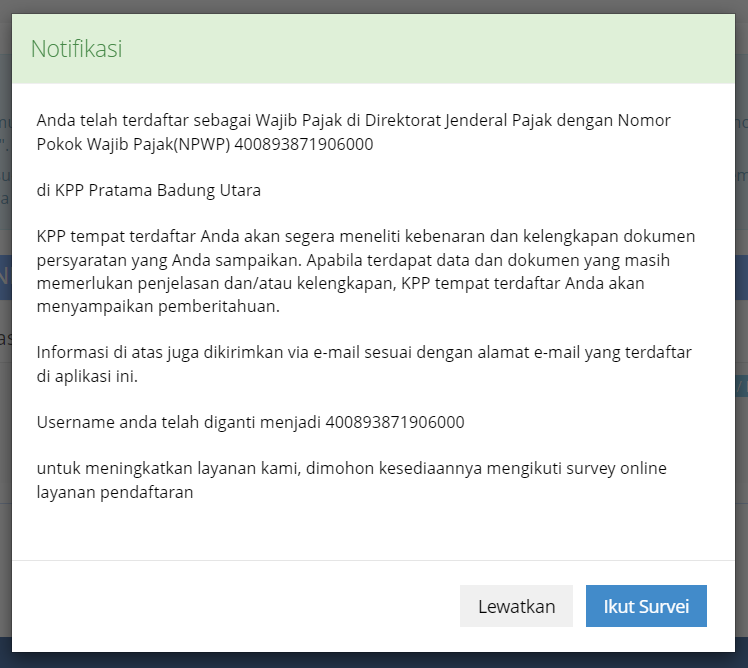 Notifikasi
Anda telah terdaftar sebagai Wajib Pajak di Direktorat Jenderal Pajak dengan Nomor
Pokok Wajib Pajak(NPWP) 400893871906000
di KPP Pratama Badung Utara
KPP tempat terdaftar Anda akan segera meneliti kebenaran dan kelengkapan dokumen
persyaratan yang Anda sampaikan. Apabila terdapat data dan dokumen yang masih
memerlukan penjelasan dan/atau kelengkapan, KPP tempat terdaftar Anda akan
menyampaikan pemberitahuan.
Informasi di atas juga dikirimkan via e-mail sesuai dengan alamat e-mail yang terdaftar
di aplikasi ini.
Username anda telah diganti menjadi 400893871906000
untuk meningkatkan layanan kami, dimohon kesediaannya mengikuti survey online
layanan pendaftaran
Lewatkan
Ikut Survei